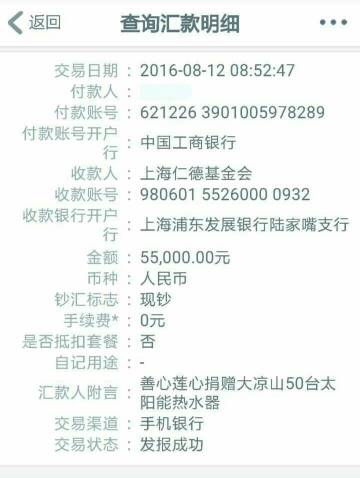 返回
查询汇款明细
交易日期：2016-08-12 08:52:47
付款人：
付款账号：621226 3901005978289
付款账号开户行：中国工商银行
收款人：上海仁德基金会
收款账号：980601 5526000 0932
收款银行开户行：上海浦东发展银行陆家嘴支行
金额：55,000.00元
币种：人民币
钞汇标志：现钞
手续费*：0元
是否抵扣套餐：否
自记用途：-
汇款人附言：善心莲心捐赠大凉山50台太
阳能热水器
交易渠道：手机银行
交易状态：发报成功